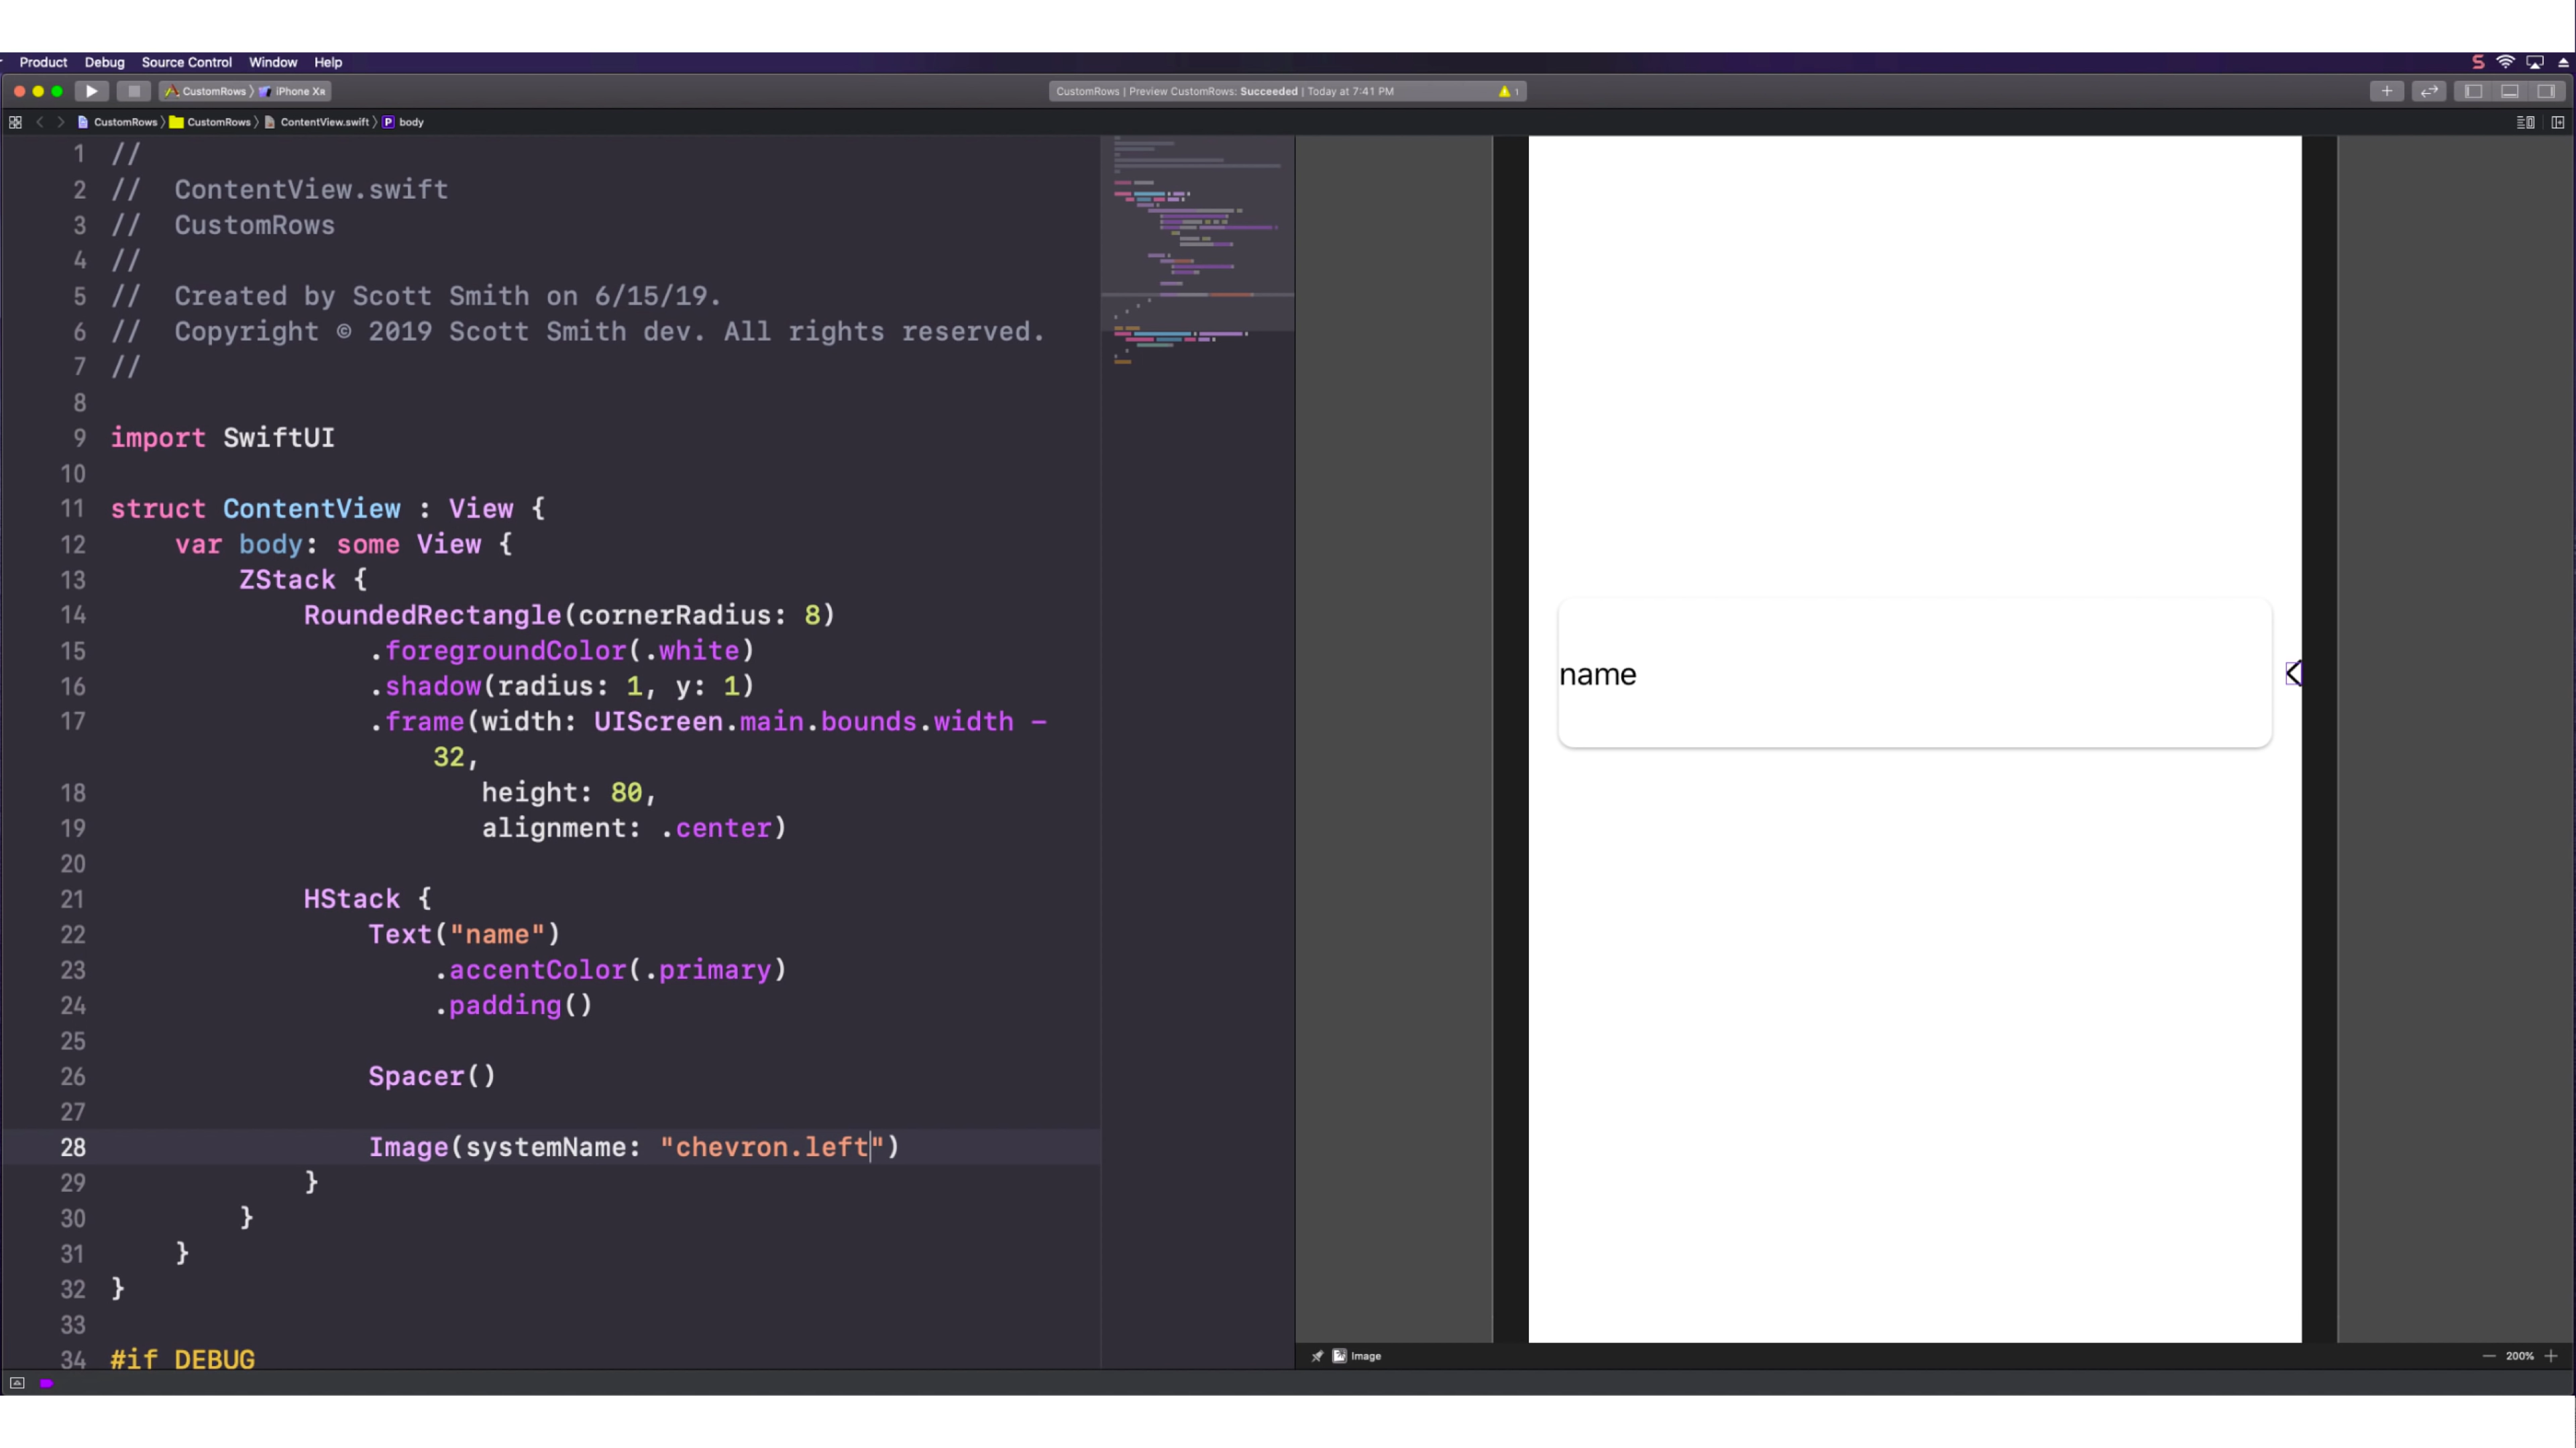 Product Debug Source Control Window Help
CustomRows 〉 iPhone Xʀ
CustomRows | Preview CustomRows: Succeeded | Today at 7:41 PM
1
CustomRows 〉 CustomRows 〉 ContentView.swift 〉 P body
1 //
2 //  ContentView.swift
3 //  CustomRows
4 //
5 //  Created by Scott Smith on 6/15/19.
6 //  Copyright © 2019 Scott Smith dev. All rights reserved.
7 //
8
9 import SwiftUI
10
11 struct ContentView : View {
12     var body: some View {
13         ZStack {
14             RoundedRectangle(cornerRadius: 8)
15                 .foregroundColor(.white)
16                 .shadow(radius: 1, y: 1)
17                 .frame(width: UIScreen.main.bounds.width -
32,
18                        height: 80,
19                        alignment: .center)
20
21             HStack {
22                 Text("name")
23                     .accentColor(.primary)
24                     .padding()
25
26                 Spacer()
27
28                 Image(systemName: "chevron.left")
29             }
30         }
31     }
32 }
33
34 #if DEBUG
name
Image
200%